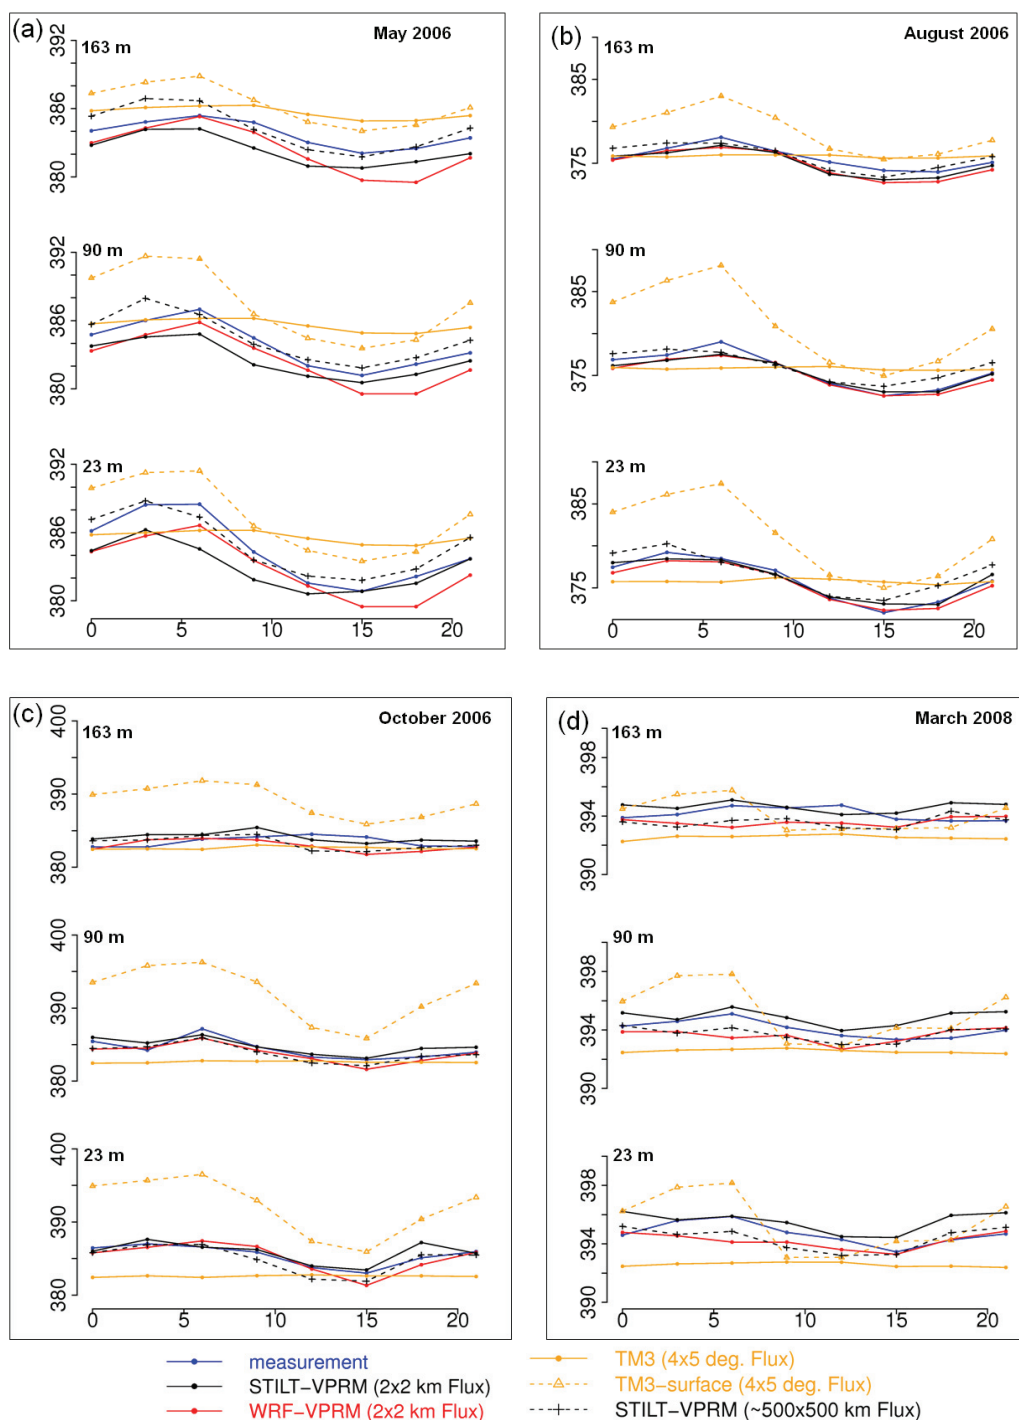 (a)
May 2006
163 m
392
386
380
90 m
392
386
380
23 m
392
386
380
0 5 10 15 20
(b)
August 2006
163 m
385
375
90 m
385
375
23 m
385
375
0 5 10 15 20
(c)
October 2006
163 m
400
390
380
90 m
400
390
380
23 m
400
390
380
0 5 10 15 20
(d)
March 2008
163 m
398
394
390
90 m
398
394
390
23 m
398
394
390
0 5 10 15 20
measurement
STILT-VPRM (2x2 km Flux)
WRF-VPRM (2x2 km Flux)
TM3 (4x5 deg. Flux)
TM3-surface (4x5 deg. Flux)
STILT-VPRM (~500x500 km Flux)